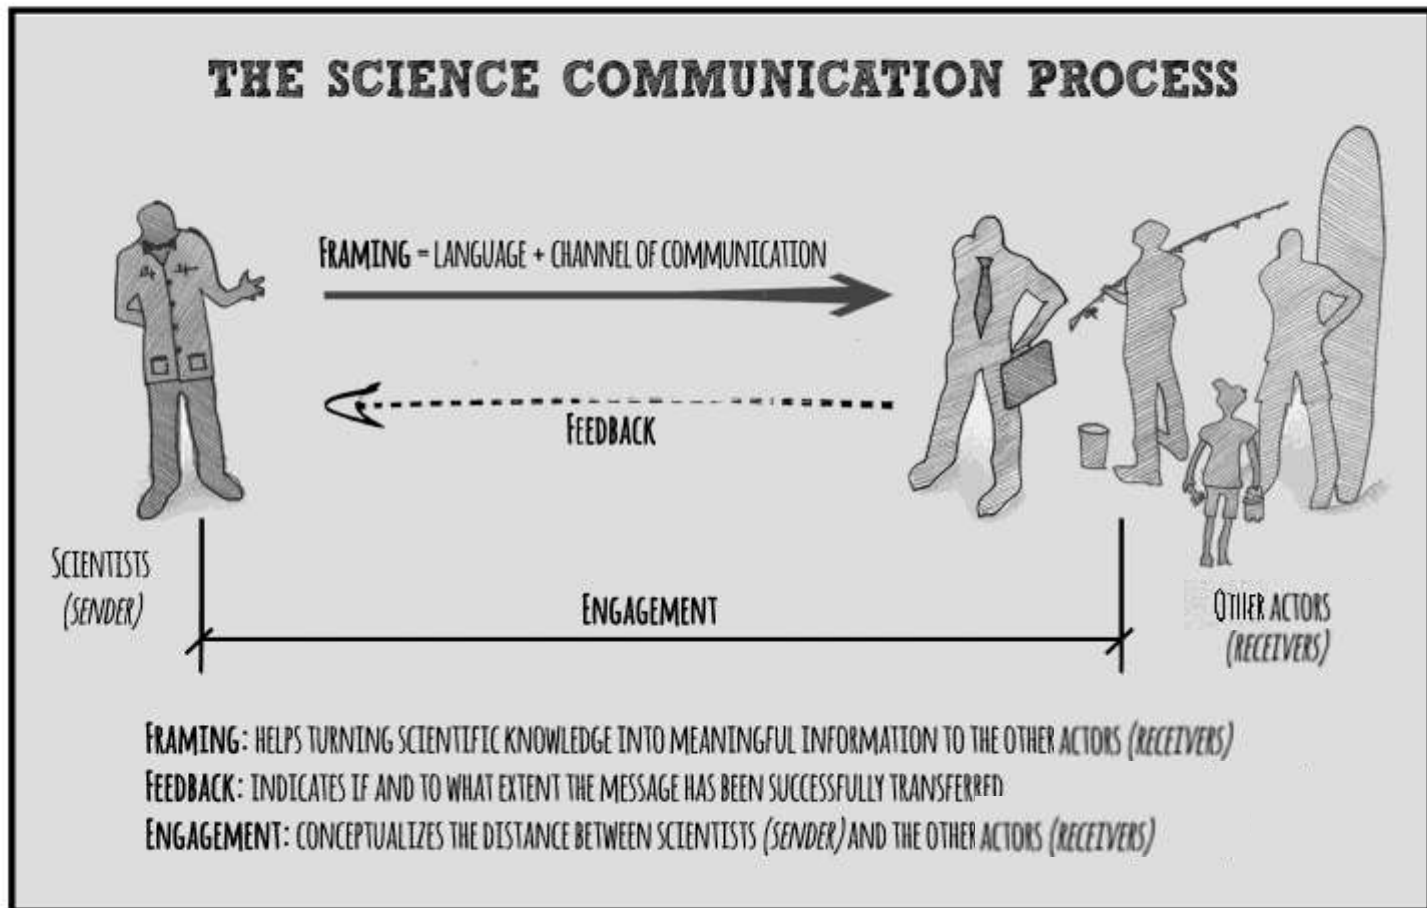 THE SCIENCE COMMUNICATION PROCESS
FRAMING = LANGUAGE + CHANNEL OF COMMUNICATION
FEEDBACK
SCIENTISTS
(SENDER)
ENGAGEMENT
OTHER ACTORS
(RECEIVERS)
FRAMING: HELPS TURNING SCIENTIFIC KNOWLEDGE INTO MEANINGFUL INFORMATION TO THE OTHER ACTORS (RECEIVERS)
FEEDBACK: INDICATES IF AND TO WHAT EXTENT THE MESSAGE HAS BEEN SUCCESSFULLY TRANSFERRED
ENGAGEMENT: CONCEPTUALIZES THE DISTANCE BETWEEN SCIENTISTS (SENDER) AND THE OTHER ACTORS (RECEIVERS)